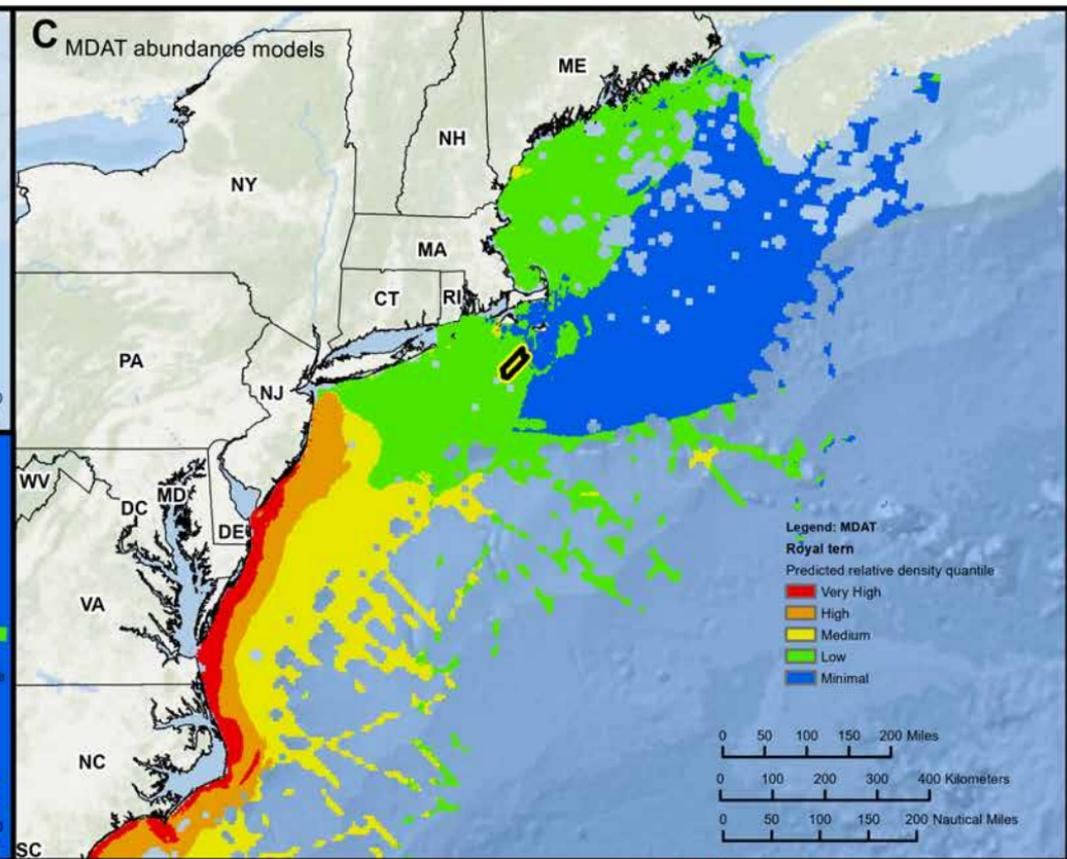 C MDAT abundance models
ME
NH
NY
MA
CT
RI
PA
NJ
WV
MD
DC
DE
VA
NC
SC
Legend: MDAT
Royal tern
Predicted relative density quantile
Very High
High
Medium
Low
Minimal
0 50 100 150 200 Miles
0 100 200 300 400 Kilometers
0 50 100 150 200 Nautical Miles